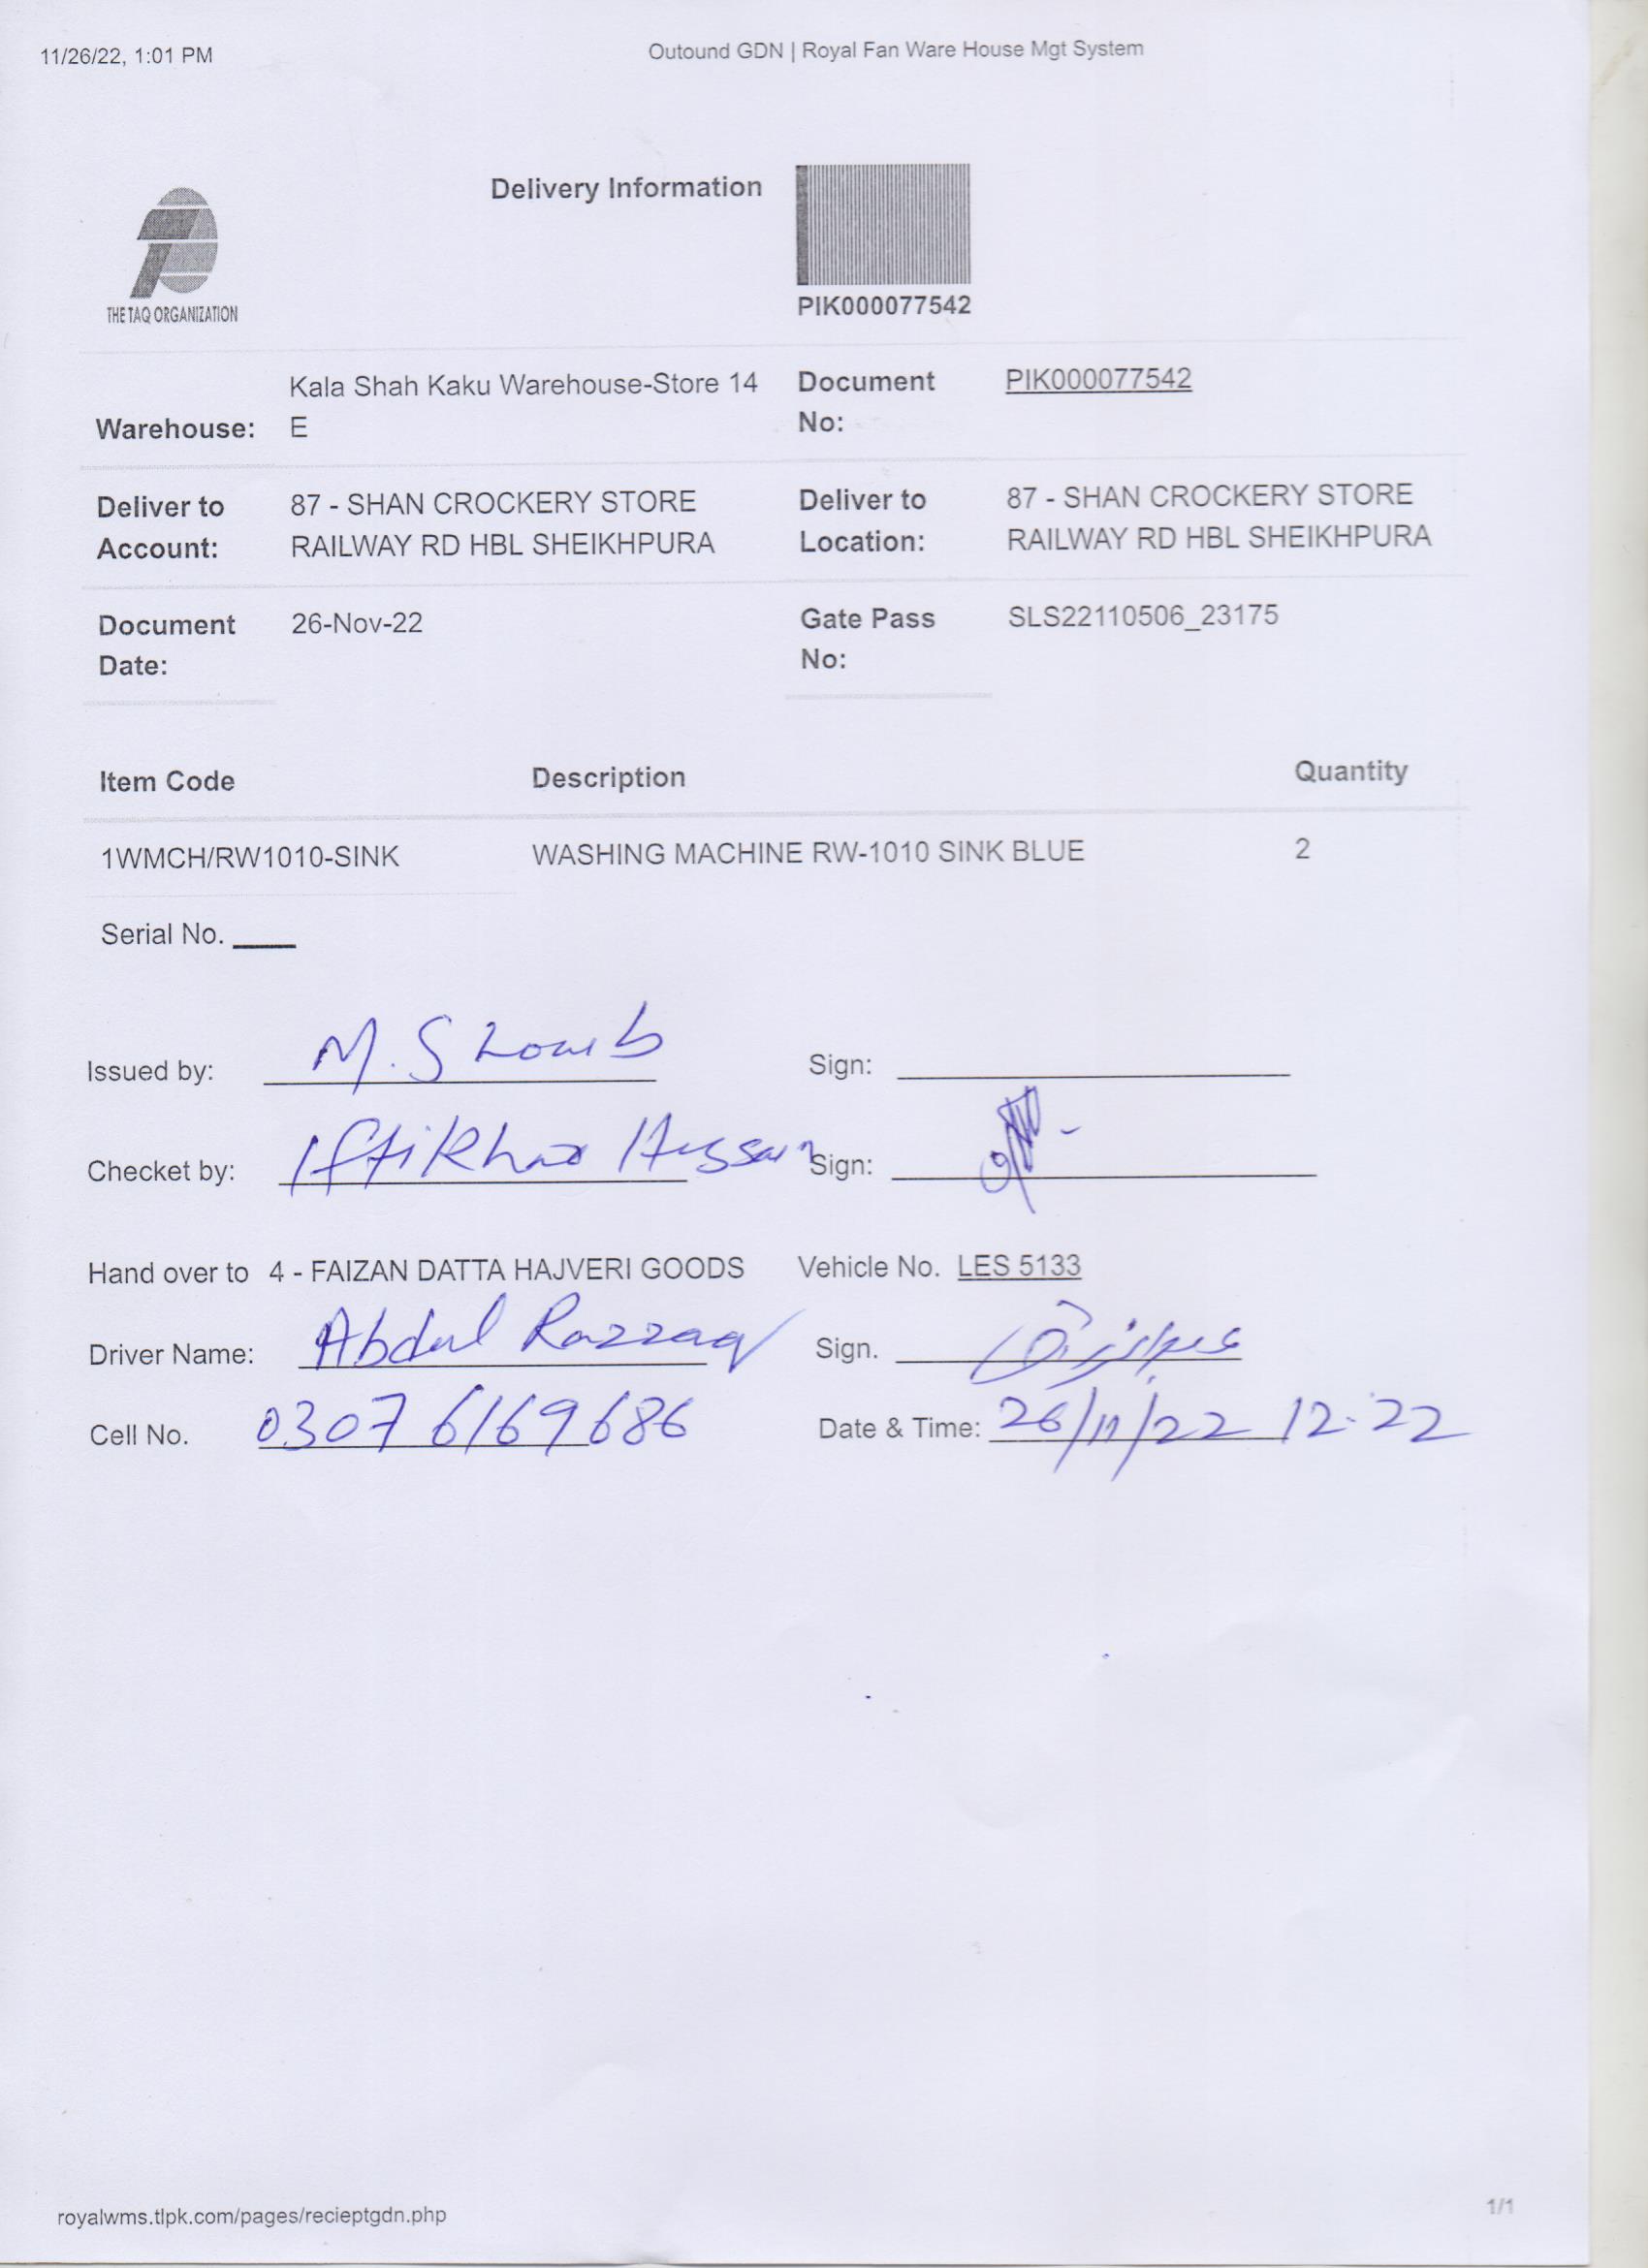 11/26/22, 1:01 PM
Outound GDN | Royal Fan Ware House Mgt System
Delivery Information
THE TAQ ORGANIZATION
PIK000077542
Warehouse: Kala Shah Kaku Warehouse-Store 14 E
Document No: PIK000077542
Deliver to Account: 87 - SHAN CROCKERY STORE RAILWAY RD HBL SHEIKHPURA
Deliver to Location: 87 - SHAN CROCKERY STORE RAILWAY RD HBL SHEIKHPURA
Document Date: 26-Nov-22
Gate Pass No: SLS22110506_23175
Item Code Description Quantity
1WMCH/RW1010-SINK WASHING MACHINE RW-1010 SINK BLUE 2
Serial No.
Issued by: M. Shoaib Sign:
Checket by: Iftikhar Hussain Sign:
Hand over to 4 - FAIZAN DATTA HAJVERI GOODS Vehicle No. LES 5133
Driver Name: Abdul Razzaq Sign. عبدالرزاق
Cell No. 0307 6169686 Date & Time: 26/11/22 12.22
royalwms.tlpk.com/pages/recieptgdn.php
1/1